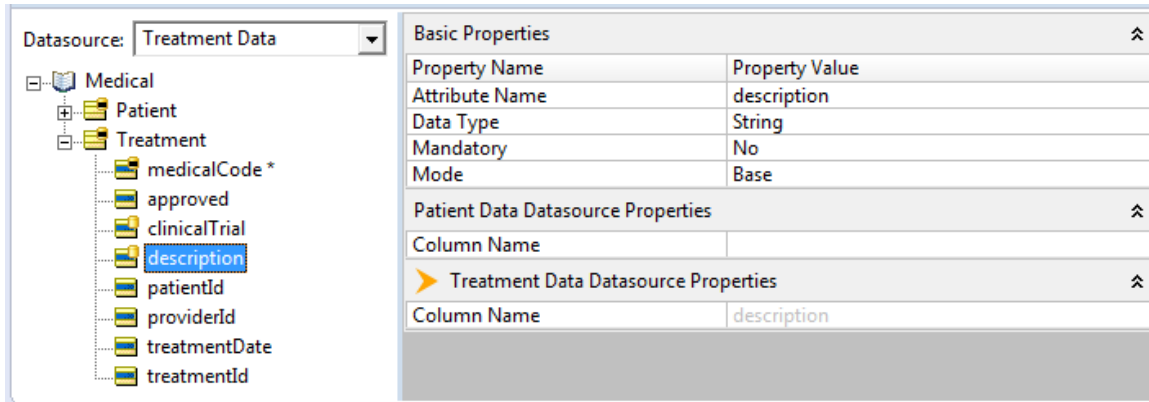 Datasource: Treatment Data
Medical
Patient
Treatment
medicalCode *
approved
clinicalTrial
description
patientId
providerId
treatmentDate
treatmentId
Basic Properties
Property Name Property Value
Attribute Name description
Data Type String
Mandatory No
Mode Base
Patient Data Datasource Properties
Column Name
Treatment Data Datasource Properties
Column Name description